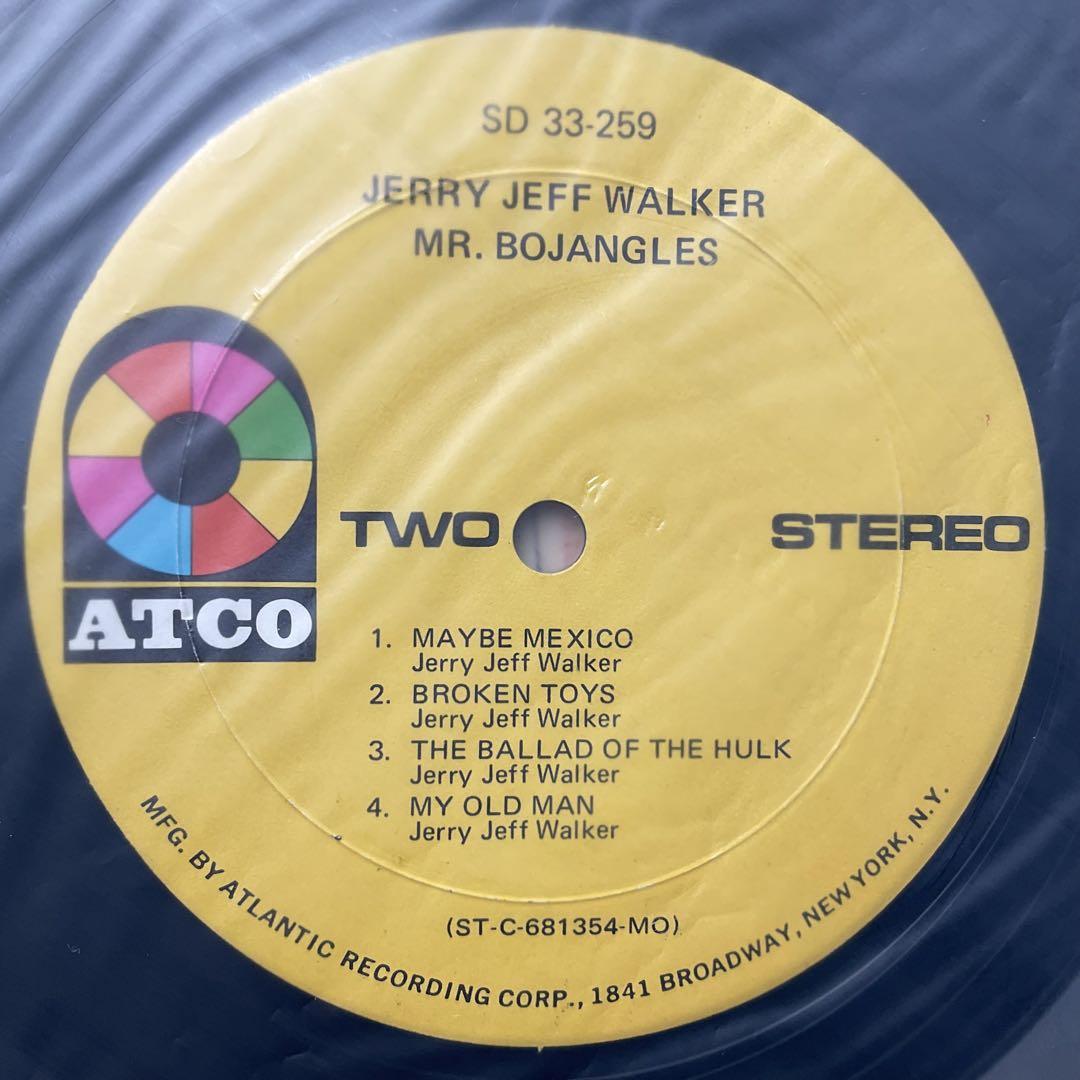 SD 33-259
JERRY JEFF WALKER
MR. BOJANGLES
ATCO
TWO
STEREO
1. MAYBE MEXICO
Jerry Jeff Walker
2. BROKEN TOYS
Jerry Jeff Walker
3. THE BALLAD OF THE HULK
Jerry Jeff Walker
4. MY OLD MAN
Jerry Jeff Walker
(ST-C-681354-MO)
MFG. BY ATLANTIC RECORDING CORP., 1841 BROADWAY, NEW YORK, N.Y.